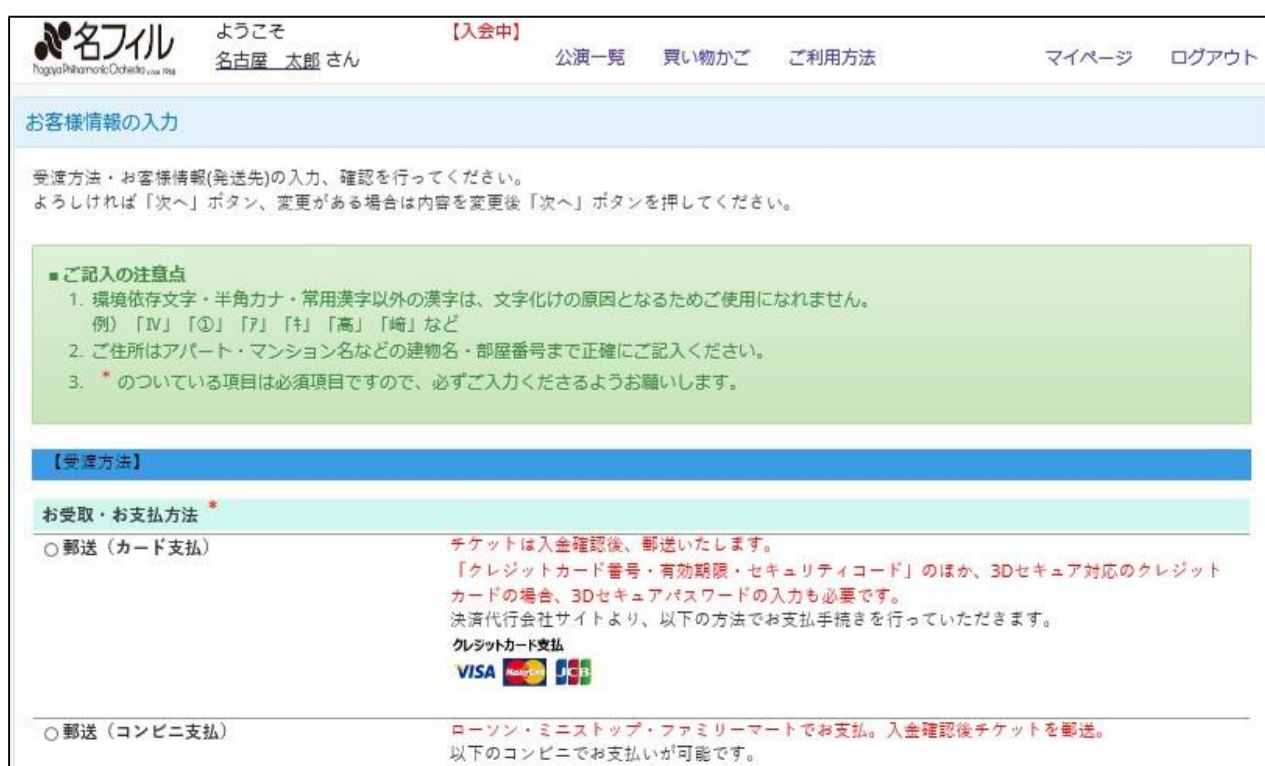 名フィル
Nagoya Philharmonic Orchestra since 1966
ようこそ
名古屋 太郎 さん
【入会中】
公演一覧 買い物かご ご利用方法 マイページ ログアウト
お客様情報の入力
受渡方法・お客様情報(発送先)の入力、確認を行ってください。
よろしければ「次へ」ボタン、変更がある場合は内容を変更後「次へ」ボタンを押してください。
■ご記入の注意点
1. 環境依存文字・半角カナ・常用漢字以外の漢字は、文字化けの原因となるためご使用になれません。
例）「Ⅳ」「①」「ｱ」「ｷ」「髙」「﨑」など
2. ご住所はアパート・マンション名などの建物名・部屋番号まで正確にご記入ください。
3. * のついている項目は必須項目ですので、必ずご入力くださるようお願いします。
【受渡方法】
お受取・お支払方法 *
○郵送（カード支払）
チケットは入金確認後、郵送いたします。
「クレジットカード番号・有効期限・セキュリティコード」のほか、3Dセキュア対応のクレジット
カードの場合、3Dセキュアパスワードの入力も必要です。
決済代行会社サイトより、以下の方法でお支払手続きを行っていただきます。
クレジットカード支払
VISA MasterCard JCB
○郵送（コンビニ支払）
ローソン・ミニストップ・ファミリーマートでお支払。入金確認後チケットを郵送。
以下のコンビニでお支払いが可能です。